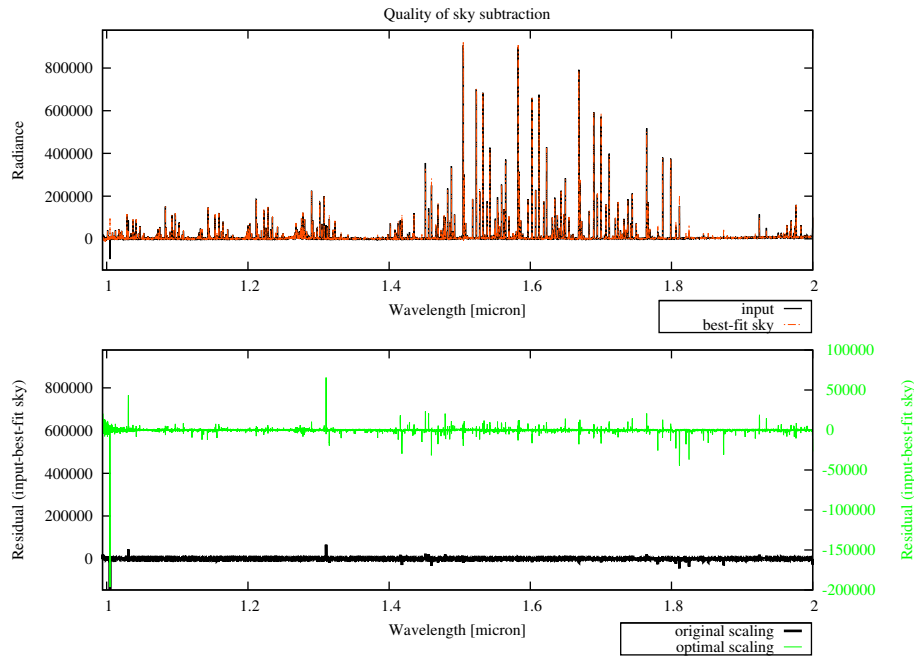 Quality of sky subtraction
800000
600000
400000
200000
0
Radiance
1
1.2
1.4
1.6
1.8
2
Wavelength [micron]
input
best-fit sky
800000
600000
400000
200000
0
Residual (input-best-fit sky)
100000
50000
0
-50000
-100000
-150000
-200000
Residual (input-best-fit sky)
1
1.2
1.4
1.6
1.8
2
Wavelength [micron]
original scaling
optimal scaling